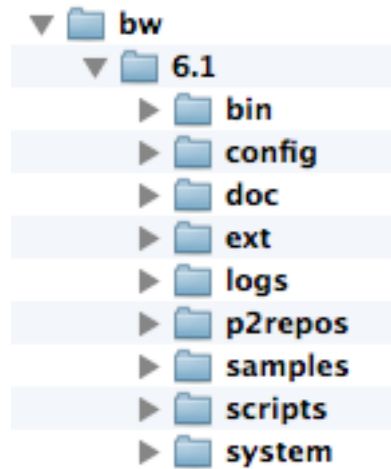 bw
6.1
bin
config
doc
ext
logs
p2repos
samples
scripts
system